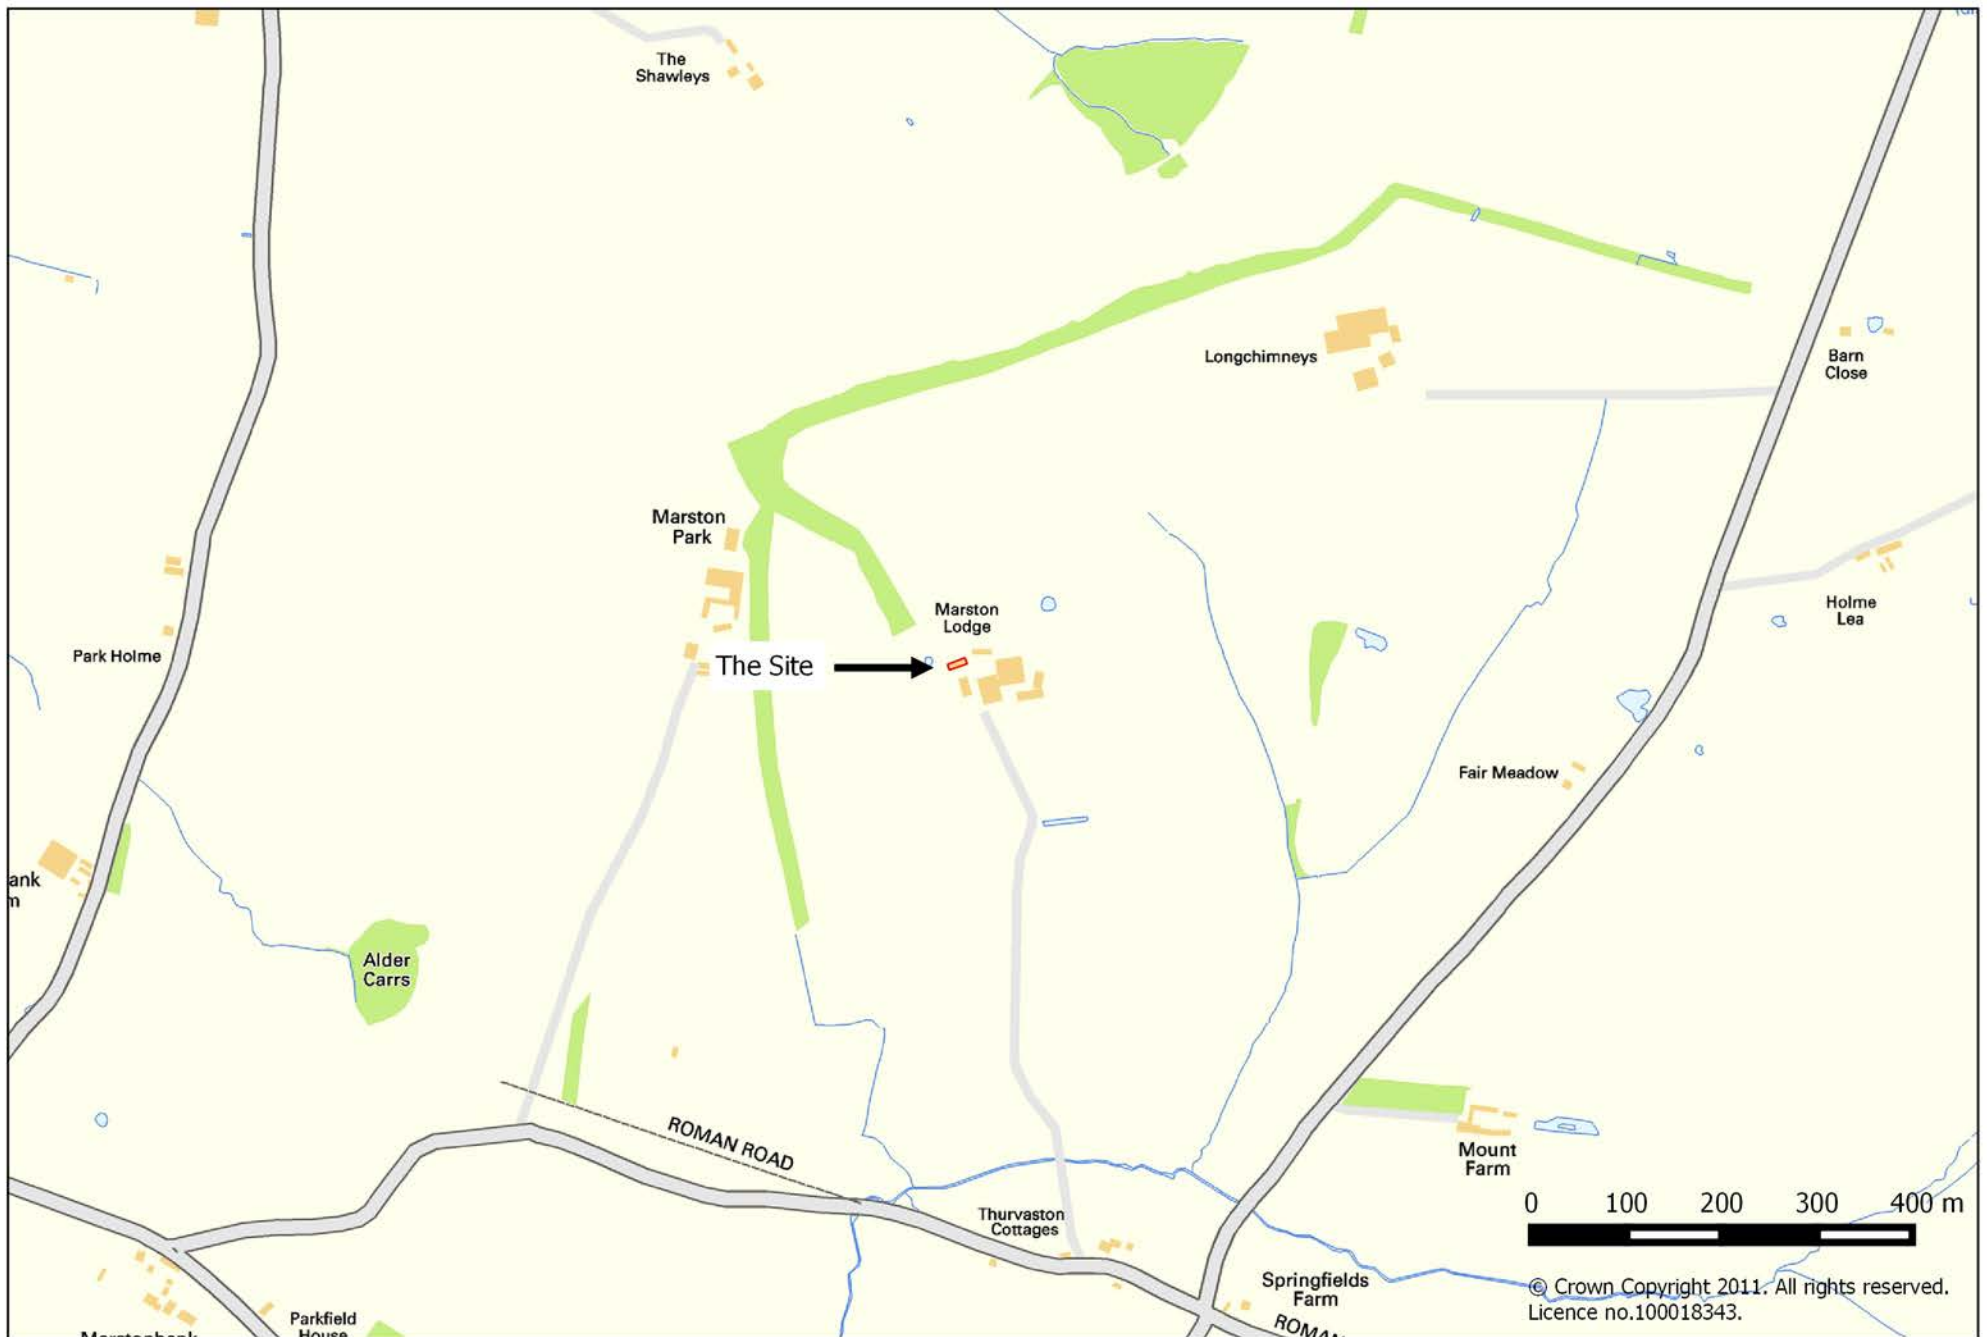 The
Shawleys
Longchimneys
Barn
Close
Marston
Park
Marston
Lodge
Holme
Lea
Park Holme
The Site
Fair Meadow
ank
m
Alder
Carrs
ROMAN ROAD
Mount
Farm
0 100 200 300 400 m
Thurvaston
Cottages
Springfields
Farm
© Crown Copyright 2011. All rights reserved.
Licence no.100018343.
Parkfield
House
ROMAN